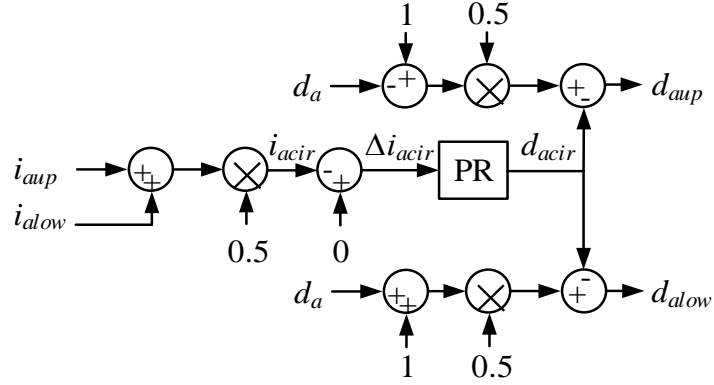 1 0.5
d_a - + + - d_aup
i_aup + + i_acir - + Δi_acir PR d_acir
i_alow
0.5 0
d_a + + + - d_alow
1 0.5